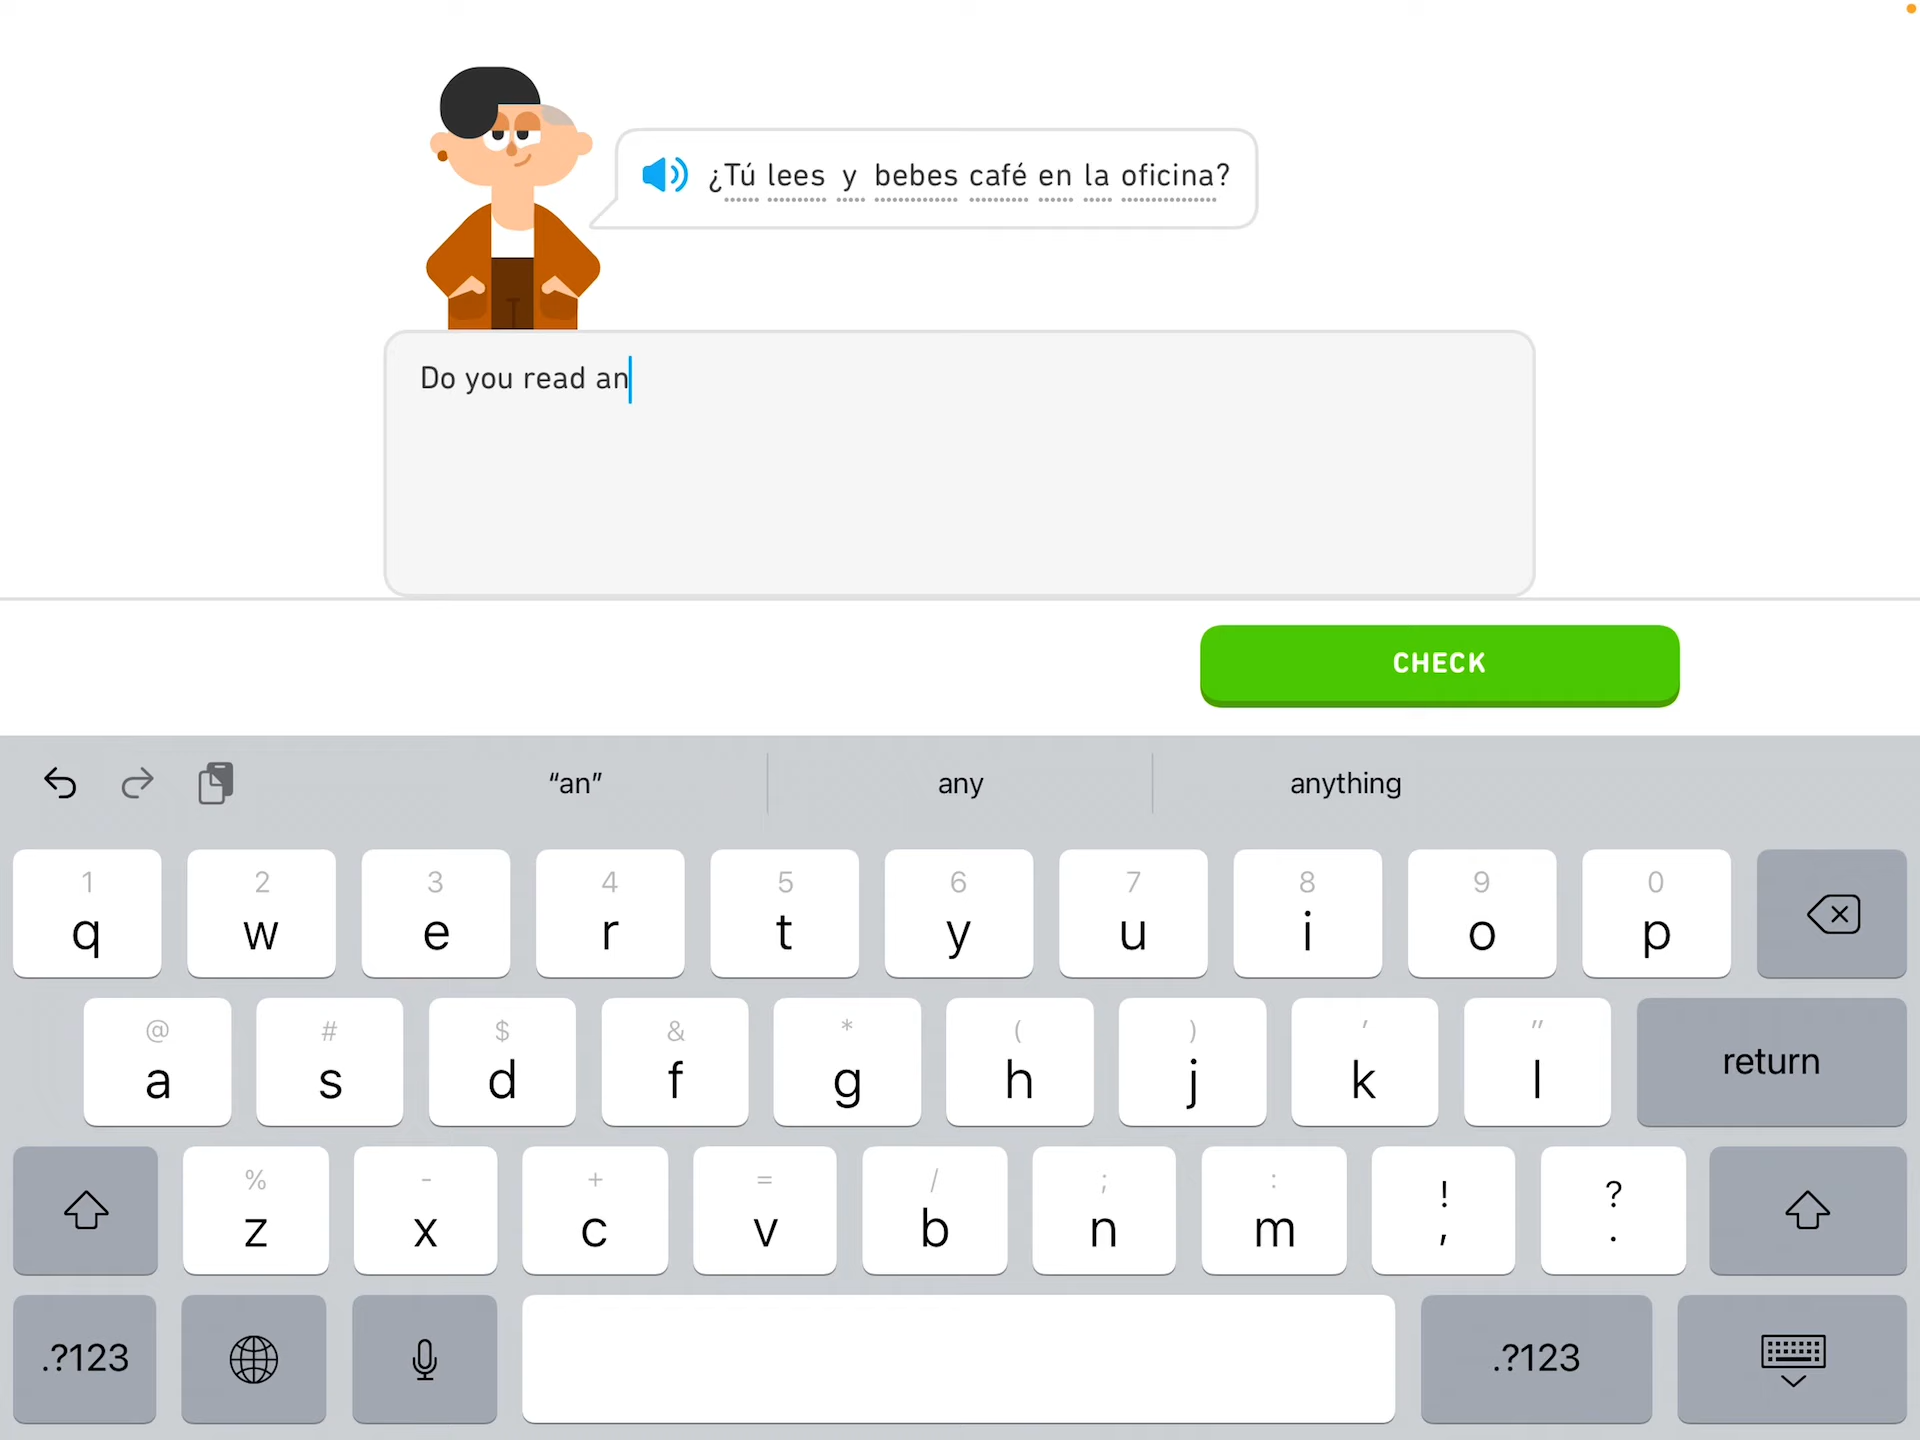 ¿Tú lees y bebes café en la oficina?
Do you read an
CHECK
“an” any anything
1 2 3 4 5 6 7 8 9 0
q w e r t y u i o p
@ # $ & * ( ) ' "
a s d f g h j k l return
% - + = / ; : ! ?
z x c v b n m , .
.?123 .?123